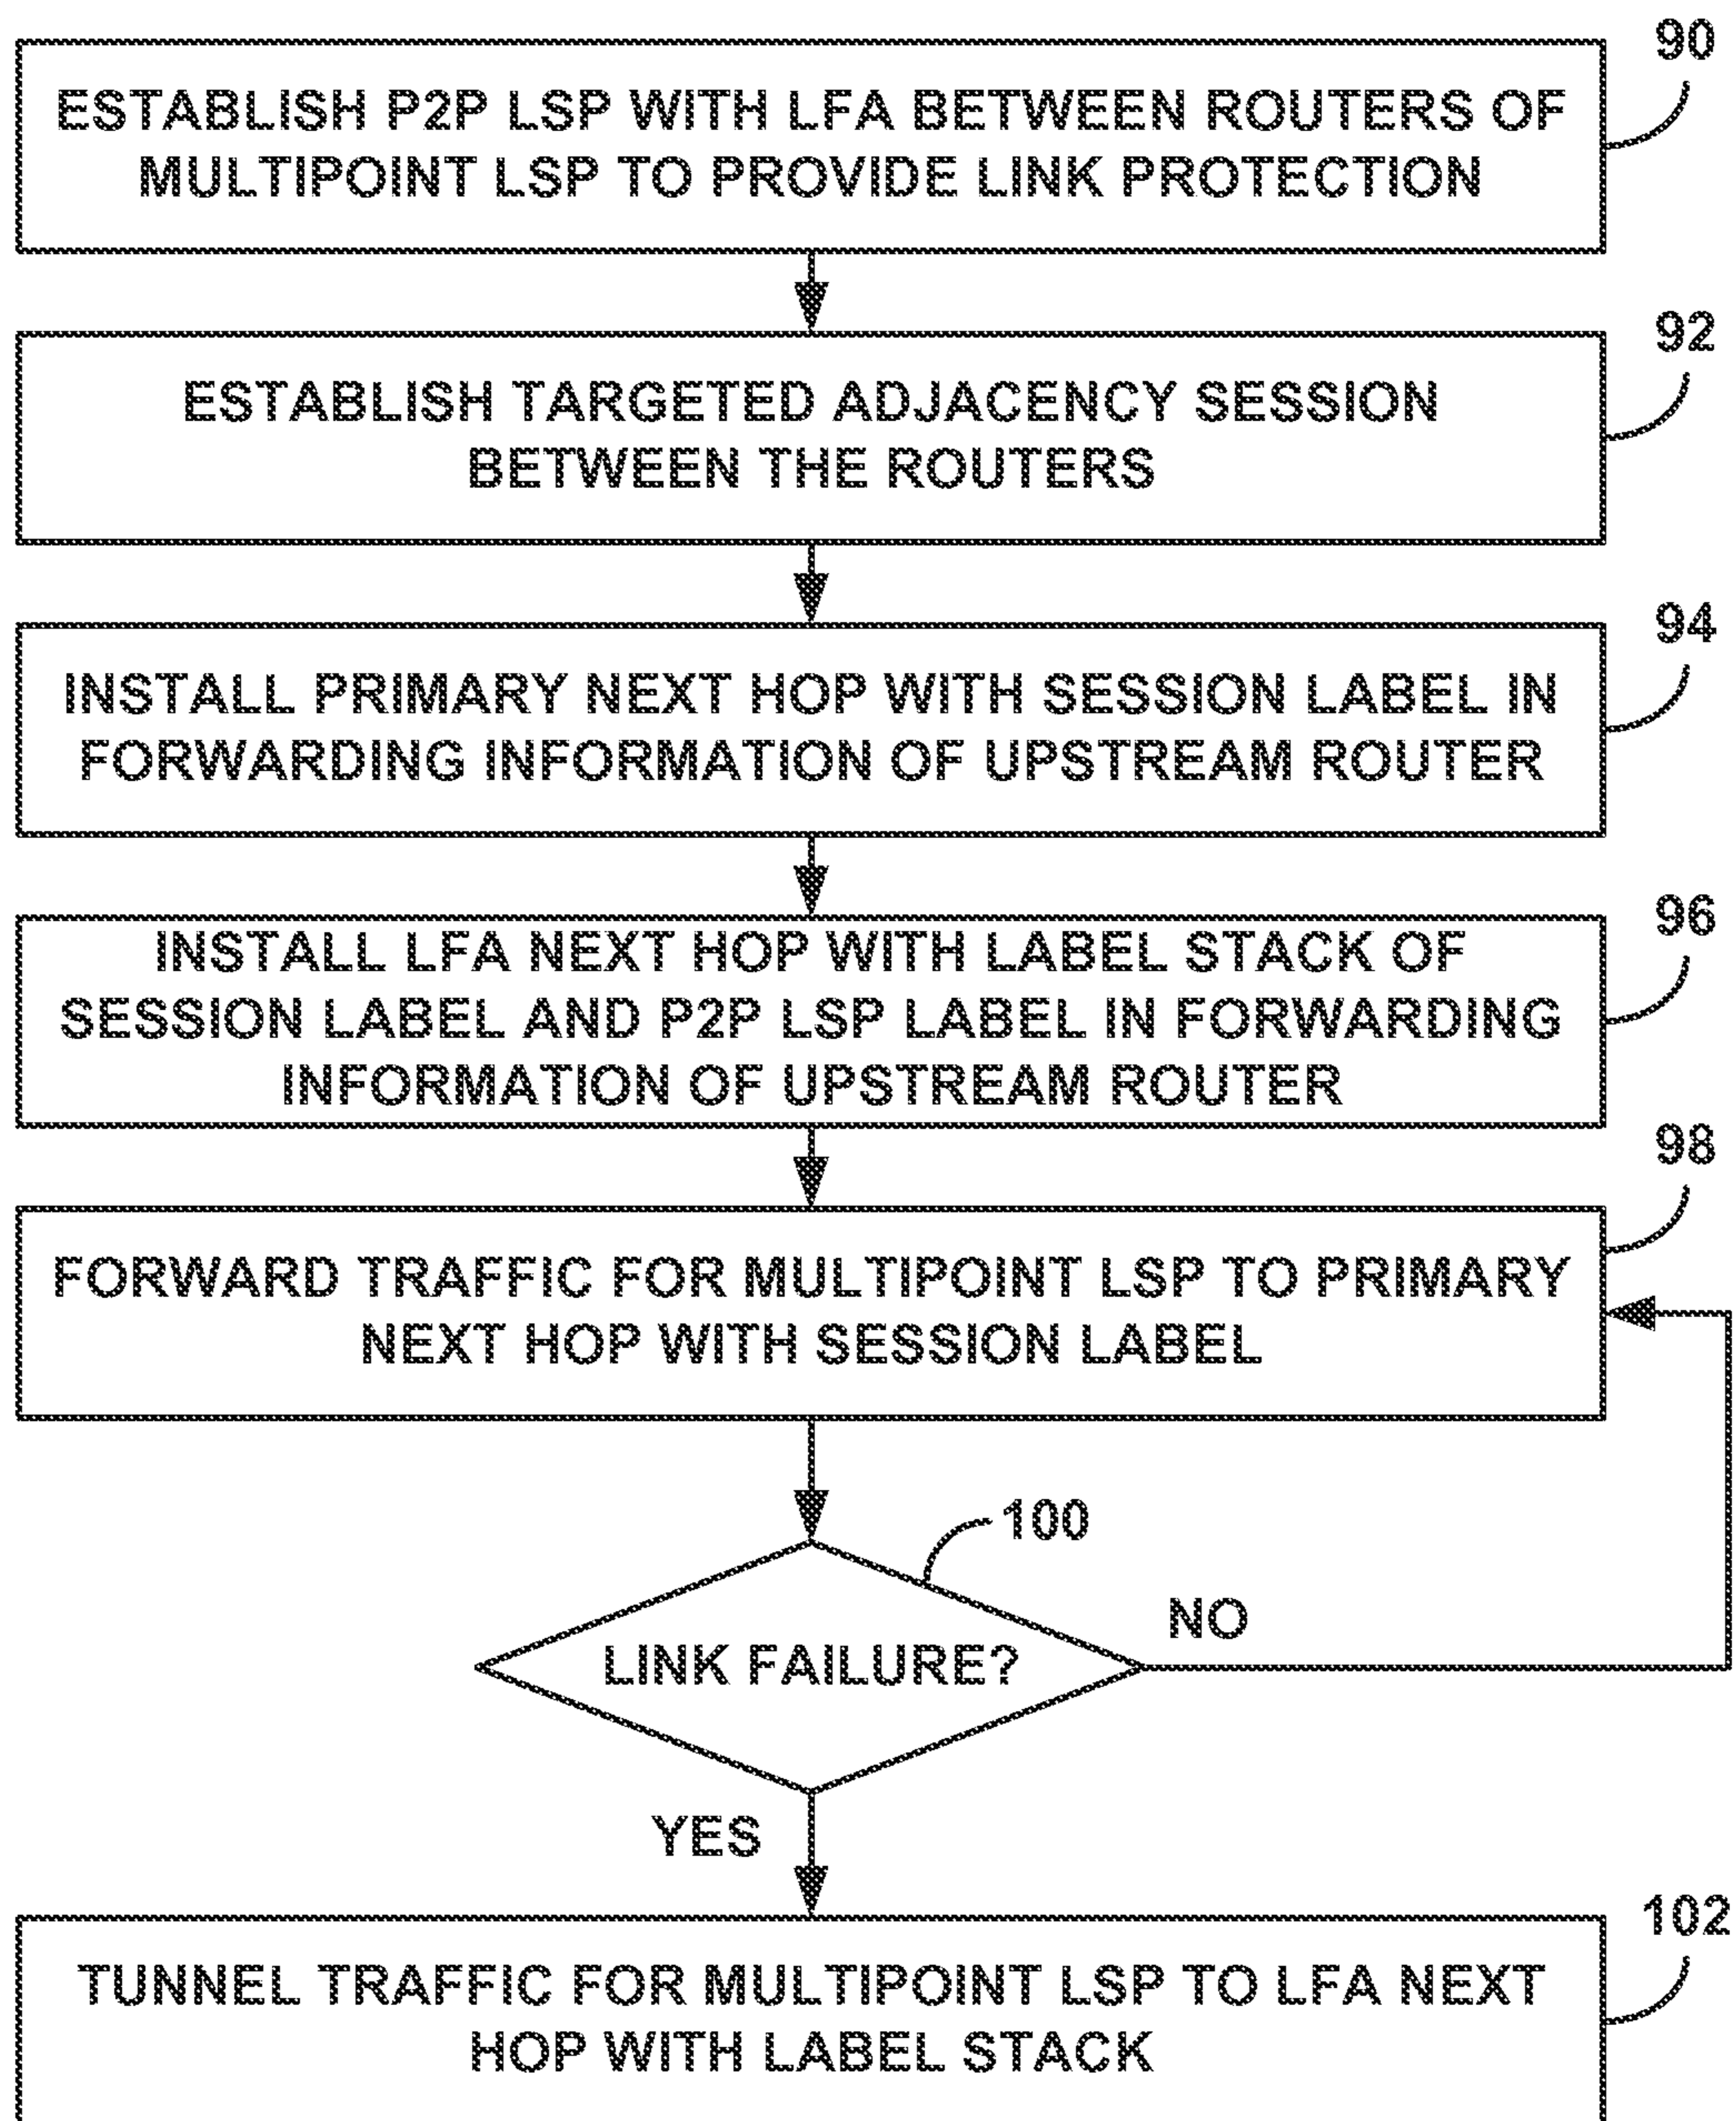 90
ESTABLISH P2P LSP WITH LFA BETWEEN ROUTERS OF
MULTIPOINT LSP TO PROVIDE LINK PROTECTION
92
ESTABLISH TARGETED ADJACENCY SESSION
BETWEEN THE ROUTERS
94
INSTALL PRIMARY NEXT HOP WITH SESSION LABEL IN
FORWARDING INFORMATION OF UPSTREAM ROUTER
96
INSTALL LFA NEXT HOP WITH LABEL STACK OF
SESSION LABEL AND P2P LSP LABEL IN FORWARDING
INFORMATION OF UPSTREAM ROUTER
98
FORWARD TRAFFIC FOR MULTIPOINT LSP TO PRIMARY
NEXT HOP WITH SESSION LABEL
100
NO
LINK FAILURE?
YES
102
TUNNEL TRAFFIC FOR MULTIPOINT LSP TO LFA NEXT
HOP WITH LABEL STACK